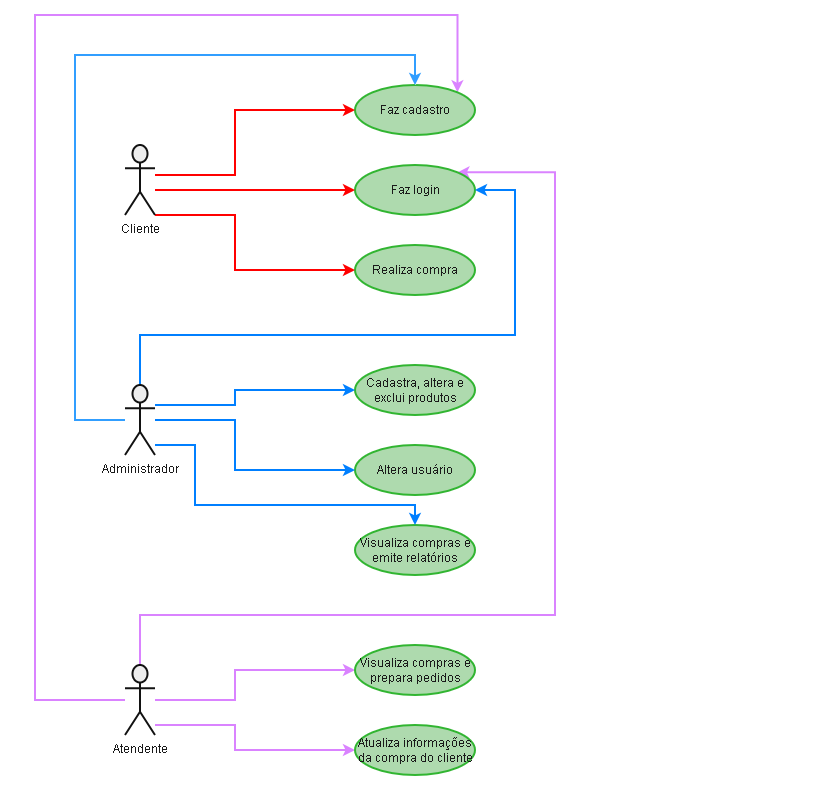 Faz cadastro
Faz login
Cliente
Realiza compra
Cadastra, altera e
exclui produtos
Administrador
Altera usuário
Visualiza compras e
emite relatórios
Visualiza compras e
prepara pedidos
Atendente
Atualiza informações
da compra do cliente